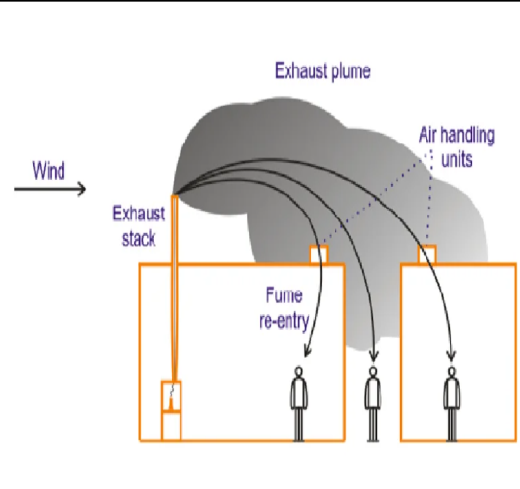 Exhaust plume
Air handling
units
Wind
Exhaust
stack
Fume
re-entry